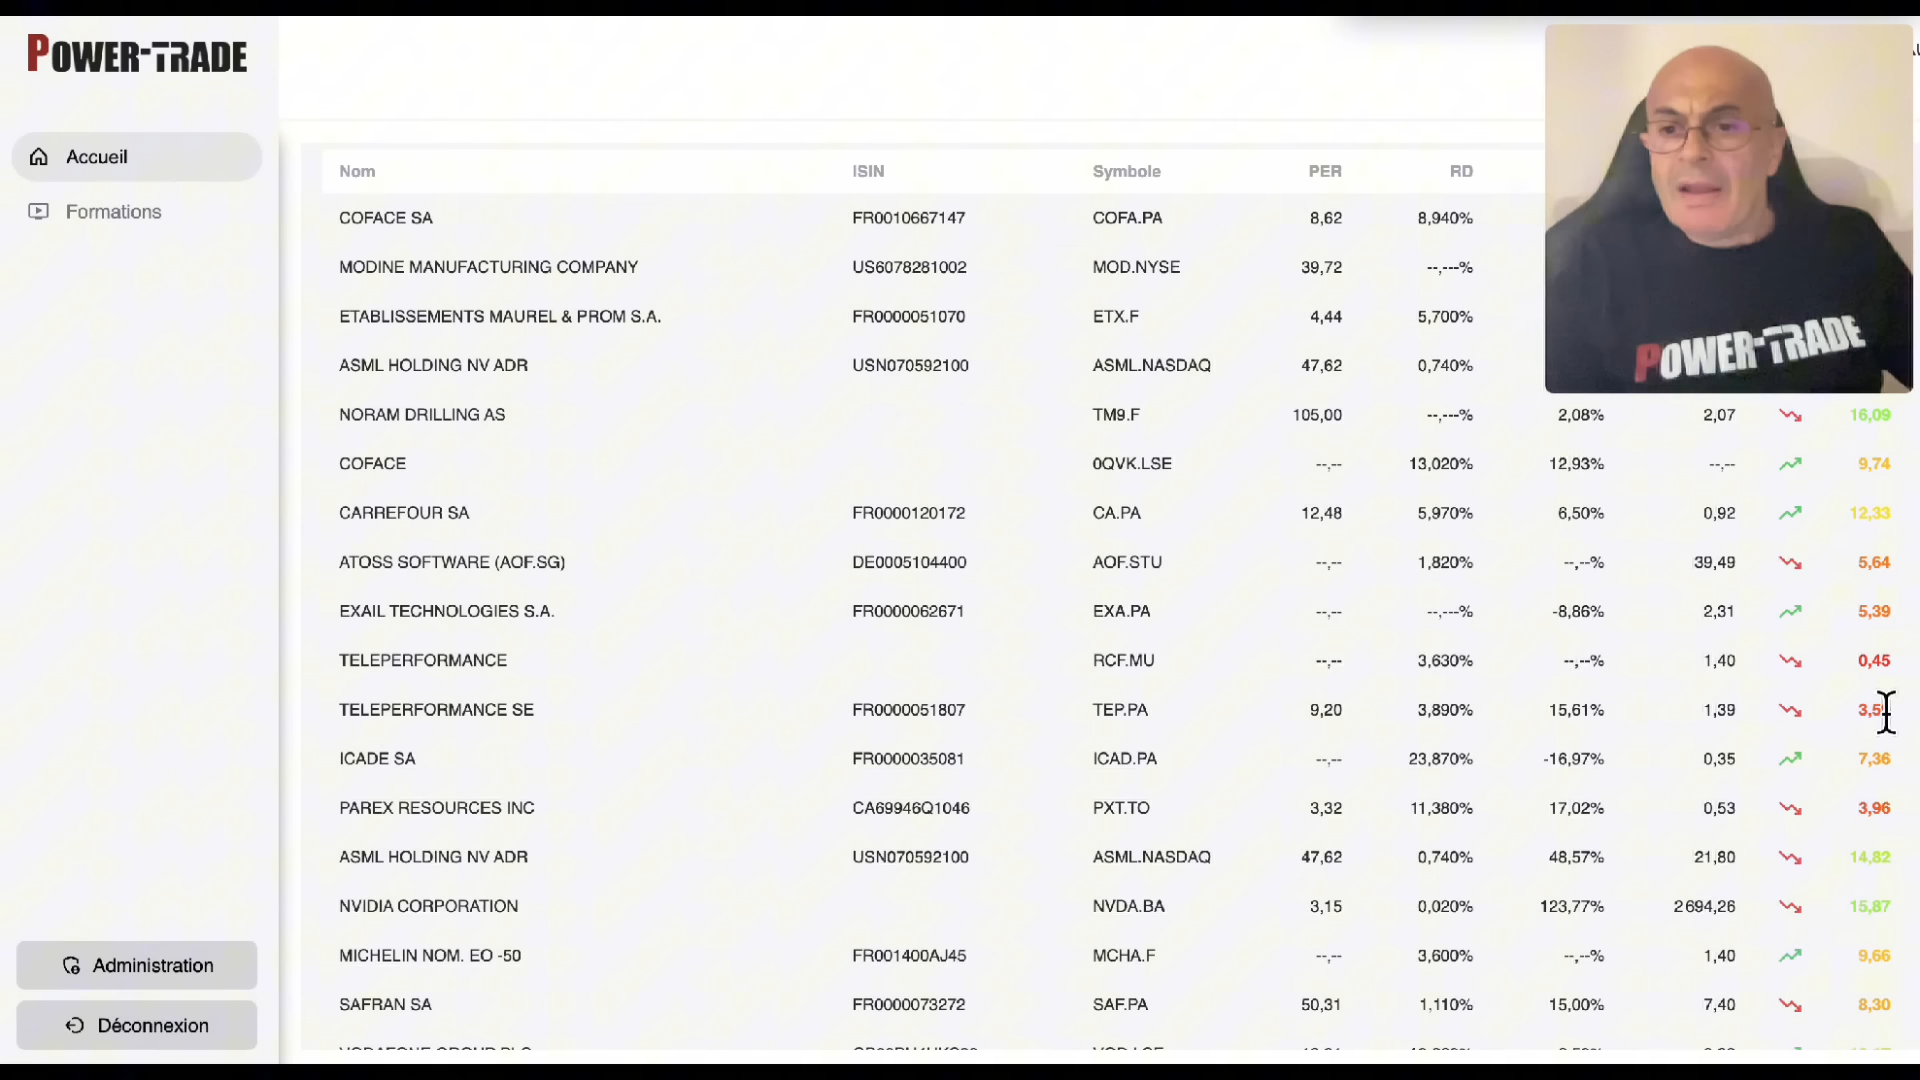 POWER-TRADE
Accueil
Formations
Administration
Déconnexion
Nom ISIN Symbole PER RD
COFACE SA FR0010667147 COFA.PA 8,62 8,940%
MODINE MANUFACTURING COMPANY US6078281002 MOD.NYSE 39,72 --,---%
ETABLISSEMENTS MAUREL & PROM S.A. FR0000051070 ETX.F 4,44 5,700%
ASML HOLDING NV ADR USN070592100 ASML.NASDAQ 47,62 0,740%
NORAM DRILLING AS TM9.F 105,00 --,---% 2,08% 2,07 16,09
COFACE 0QVK.LSE --,-- 13,020% 12,93% --,-- 9,74
CARREFOUR SA FR0000120172 CA.PA 12,48 5,970% 6,50% 0,92 12,33
ATOSS SOFTWARE (AOF.SG) DE0005104400 AOF.STU --,-- 1,820% --,--% 39,49 5,64
EXAIL TECHNOLOGIES S.A. FR0000062671 EXA.PA --,-- --,---% -8,86% 2,31 5,39
TELEPERFORMANCE RCF.MU --,-- 3,630% --,--% 1,40 0,45
TELEPERFORMANCE SE FR0000051807 TEP.PA 9,20 3,890% 15,61% 1,39
ICADE SA FR0000035081 ICAD.PA --,-- 23,870% -16,97% 0,35 7,36
PAREX RESOURCES INC CA69946Q1046 PXT.TO 3,32 11,380% 17,02% 0,53 3,96
ASML HOLDING NV ADR USN070592100 ASML.NASDAQ 47,62 0,740% 48,57% 21,80 14,82
NVIDIA CORPORATION NVDA.BA 3,15 0,020% 123,77% 2 694,26 15,87
MICHELIN NOM. EO -50 FR001400AJ45 MCHA.F --,-- 3,600% --,--% 1,40 9,66
SAFRAN SA FR0000073272 SAF.PA 50,31 1,110% 15,00% 7,40 8,30
POWER-TRADE